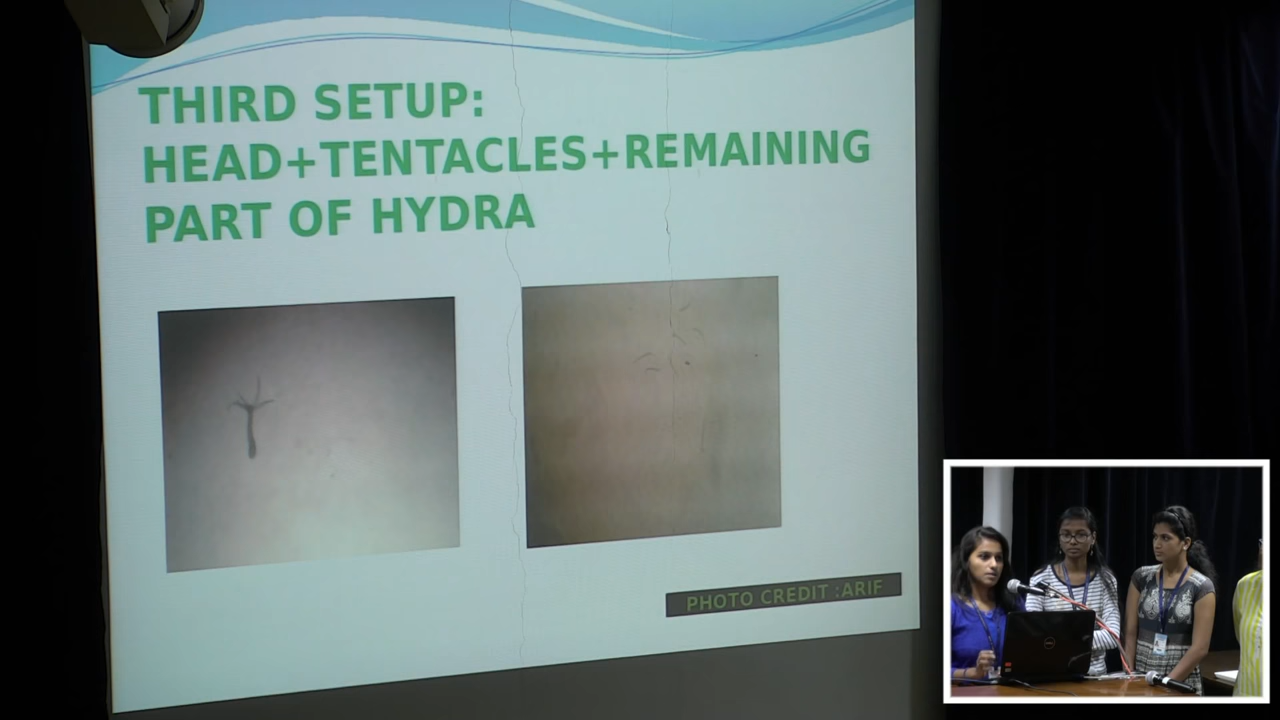 THIRD SETUP:
HEAD+TENTACLES+REMAINING
PART OF HYDRA
PHOTO CREDIT :ARIF